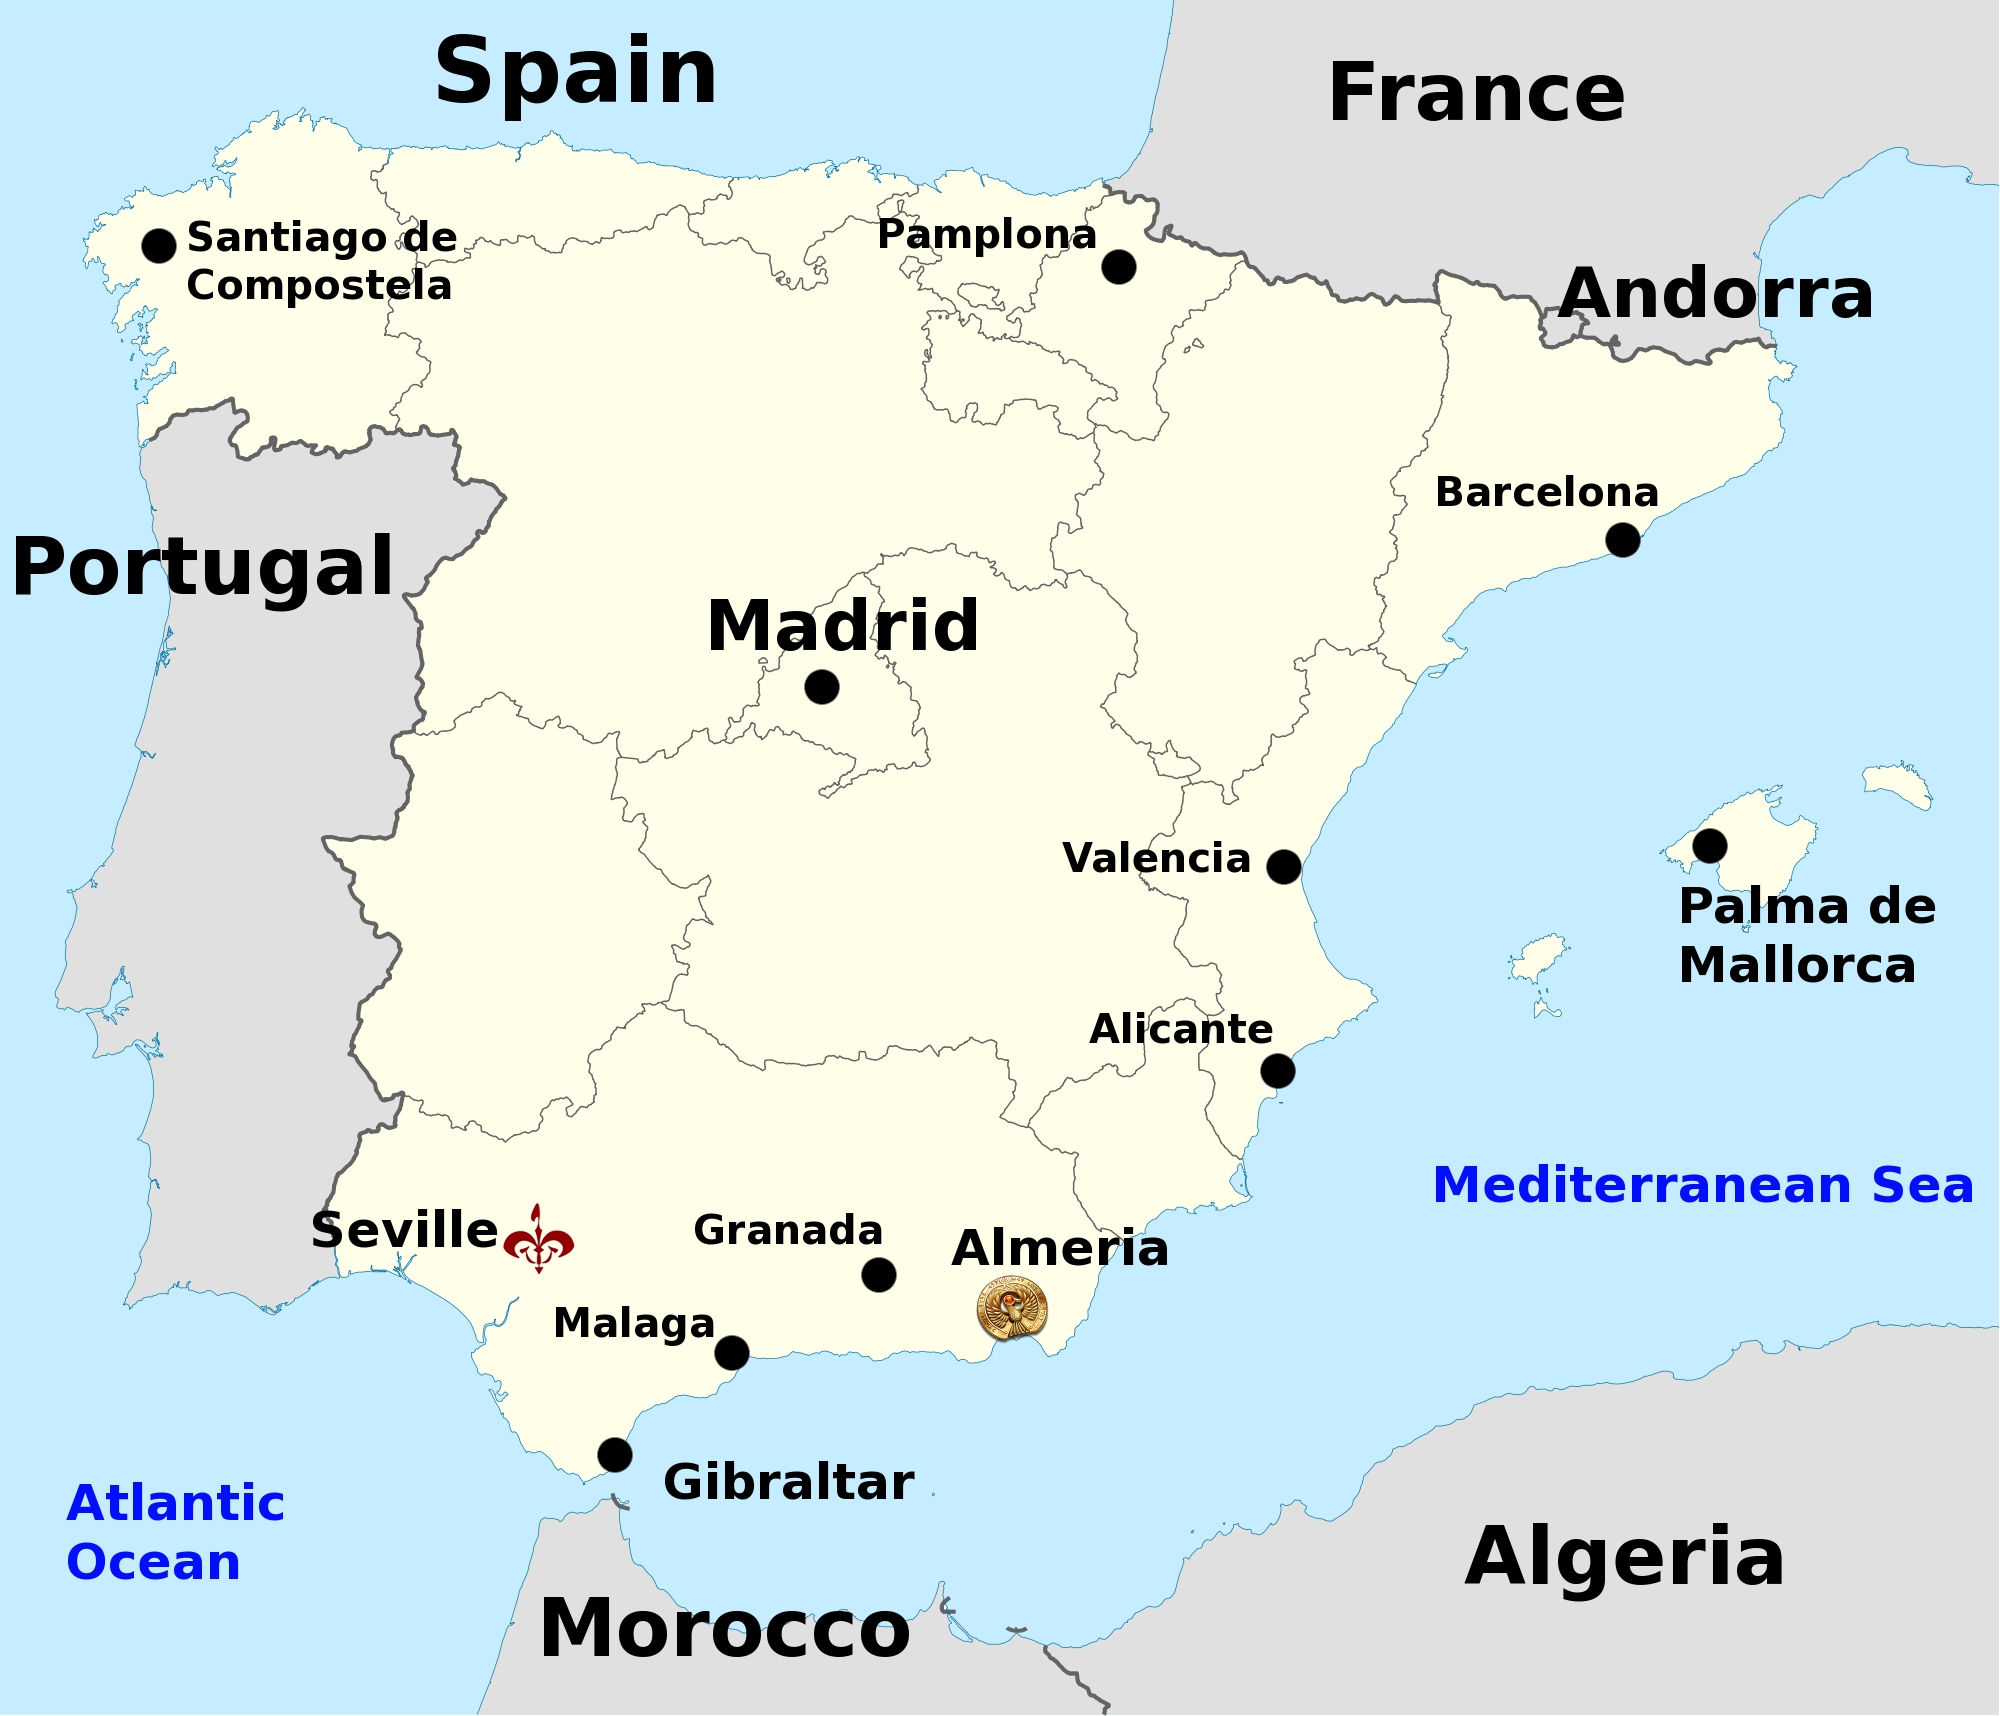 Spain
France
Santiago de
Compostela
Pamplona
Andorra
Barcelona
Portugal
Madrid
Valencia
Palma de
Mallorca
Alicante
Mediterranean Sea
Seville
Granada
Almeria
Malaga
Gibraltar
Atlantic
Ocean
Algeria
Morocco